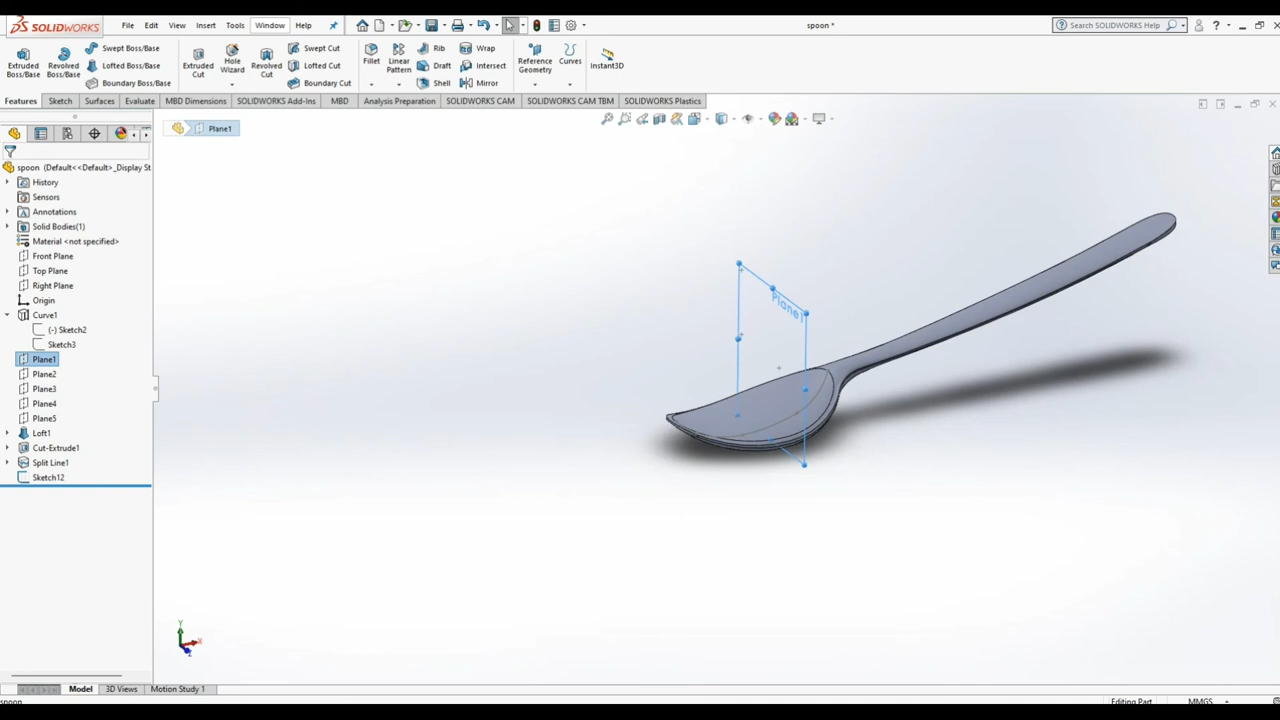 SOLIDWORKS File Edit View Insert Tools Window Help spoon * Search SOLIDWORKS Help ?
Extruded Boss/Base Revolved Boss/Base Swept Boss/Base Lofted Boss/Base Boundary Boss/Base Extruded Cut Hole Wizard Revolved Cut Swept Cut Lofted Cut Boundary Cut Fillet Linear Pattern Rib Draft Shell Wrap Intersect Mirror Reference Geometry Curves Instant3D
Features Sketch Surfaces Evaluate MBD Dimensions SOLIDWORKS Add-Ins MBD Analysis Preparation SOLIDWORKS CAM SOLIDWORKS CAM TBM SOLIDWORKS Plastics
Plane1
spoon (Default<<Default>_Display St
History
Sensors
Annotations
Solid Bodies(1)
Material <not specified>
Front Plane
Top Plane
Right Plane
Origin
Curve1
(-) Sketch2
Sketch3
Plane1
Plane2
Plane3
Plane4
Plane5
Loft1
Cut-Extrude1
Split Line1
Sketch12
Plane1
Y
X
Z
Model 3D Views Motion Study 1
spoon Editing Part MMGS